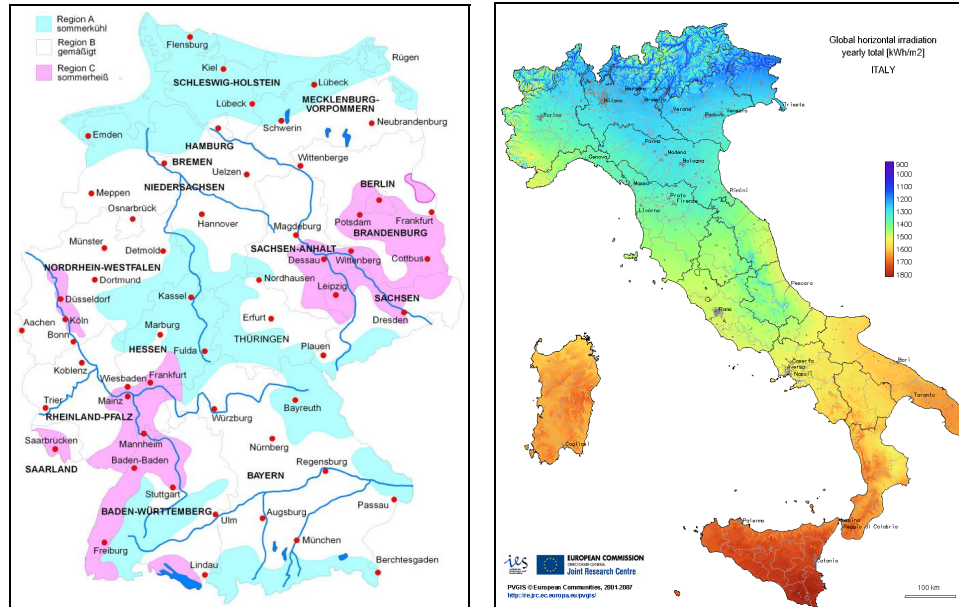 Region A
sommerkühl
Region B
gemäßigt
Region C
sommerheiß
Flensburg
Rügen
Kiel
SCHLESWIG-HOLSTEIN
Lübeck
Lübeck
MECKLENBURG-
VORPOMMERN
Schwerin
Neubrandenburg
Emden
HAMBURG
BREMEN
Wittenberge
Uelzen
NIEDERSACHSEN
BERLIN
Meppen
Osnarbrück
Hannover
Potsdam
Frankfurt
Magdeburg
BRANDENBURG
Münster
Detmold
SACHSEN-ANHALT
Dessau
Wittenberg
Cottbus
NORDRHEIN-WESTFALEN
Dortmund
Nordhausen
Düsseldorf
Kassel
Leipzig
SACHSEN
Köln
Aachen
Bonn
Marburg
Erfurt
Dresden
HESSEN
Fulda
THÜRINGEN
Plauen
Koblenz
Wiesbaden
Frankfurt
Trier
Mainz
Bayreuth
RHEINLAND-PFALZ
Würzburg
Saarbrücken
Mannheim
Nürnberg
SAARLAND
Baden-Baden
BAYERN
Regensburg
Stuttgart
Passau
BADEN-WÜRTTEMBERG
Ulm
Augsburg
München
Freiburg
Lindau
Berchtesgaden
Global horizontal irradiation
yearly total [kWh/m2]
ITALY
900
1000
1100
1200
1300
1400
1500
1600
1700
1800
Bergamo
Milano
Brescia
Verona
Venezia
Trieste
Torino
Padova
Parma
Modena
Genova
Bologna
Massa
Rimini
Prato
Firenze
Livorno
Pescara
Roma
Caserta
Napoli
Bari
Taranto
Cagliari
Palermo
Messina
Reggio di Calabria
Catania
ies
EUROPEAN COMMISSION
Joint Research Centre
PVGIS © European Communities, 2001-2007
http://re.jrc.ec.europa.eu/pvgis/
100 km